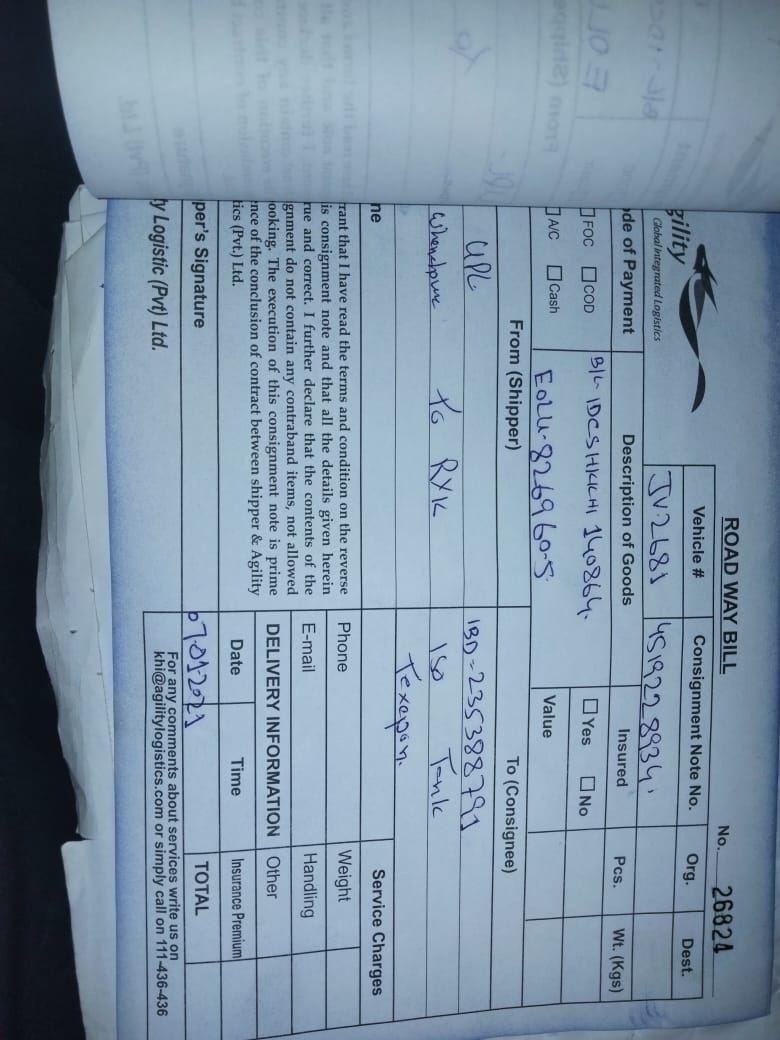 ROAD WAY BILL
No. 26824
gility
Global Integrated Logistics
Vehicle #
Consignment Note No.
Org.
Dest.
JV.2681
4519228934.
de of Payment
Description of Goods
Insured
Pcs.
Wt. (Kgs)
FOC COD
B/L IDCSHKKHI 140864.
Yes No
A/C Cash
EOLU-826960-5
Value
From (Shipper)
To (Consignee)
UPL
IBD-235388791
To RYK
ISO Tank
Texapon.
ne
Service Charges
rant that I have read the terms and condition on the reverse
is consignment note and that all the details given herein
rue and correct. I further declare that the contents of the
gnment do not contain any contraband items, not allowed
ooking. The execution of this consignment note is prime
nce of the conclusion of contract between shipper & Agility
tics (Pvt.) Ltd.
Phone
Weight
E-mail
Handling
DELIVERY INFORMATION
Other
Date
Time
Insurance Premium
per's Signature
07-01-2021
TOTAL
ty Logistic (Pvt) Ltd.
For any comments about services write us on
khi@agilitylogistics.com or simply call on 111-436-436